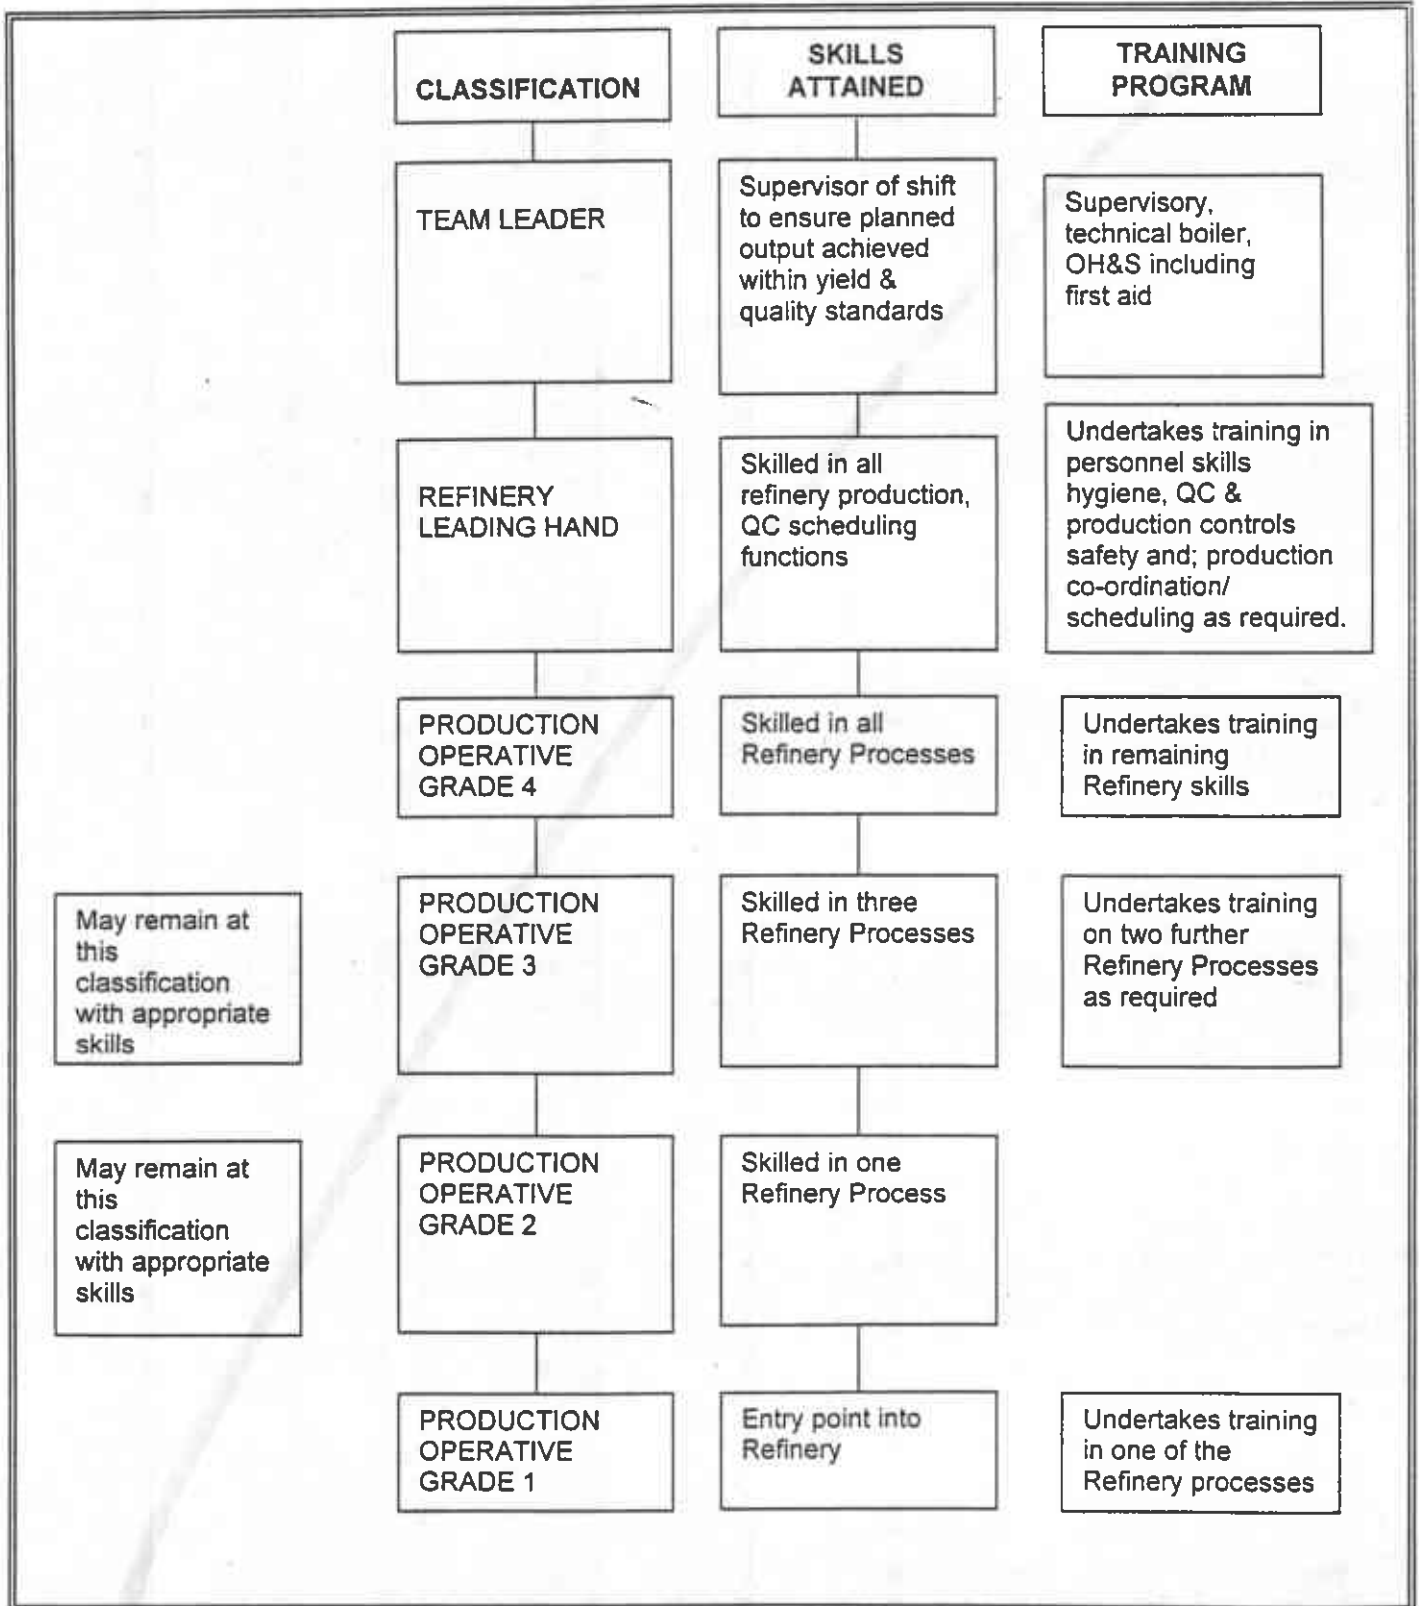 CLASSIFICATION
SKILLS
ATTAINED
TRAINING
PROGRAM
TEAM LEADER
Supervisor of shift
to ensure planned
output achieved
within yield &
quality standards
Supervisory,
technical boiler,
OH&S including
first aid
REFINERY
LEADING HAND
Skilled in all
refinery production,
QC scheduling
functions
Undertakes training in
personnel skills
hygiene, QC &
production controls
safety and; production
co-ordination/
scheduling as required.
PRODUCTION
OPERATIVE
GRADE 4
Skilled in all
Refinery Processes
Undertakes training
in remaining
Refinery skills
May remain at
this
classification
with appropriate
skills
PRODUCTION
OPERATIVE
GRADE 3
Skilled in three
Refinery Processes
Undertakes training
on two further
Refinery Processes
as required
May remain at
this
classification
with appropriate
skills
PRODUCTION
OPERATIVE
GRADE 2
Skilled in one
Refinery Process
PRODUCTION
OPERATIVE
GRADE 1
Entry point into
Refinery
Undertakes training
in one of the
Refinery processes